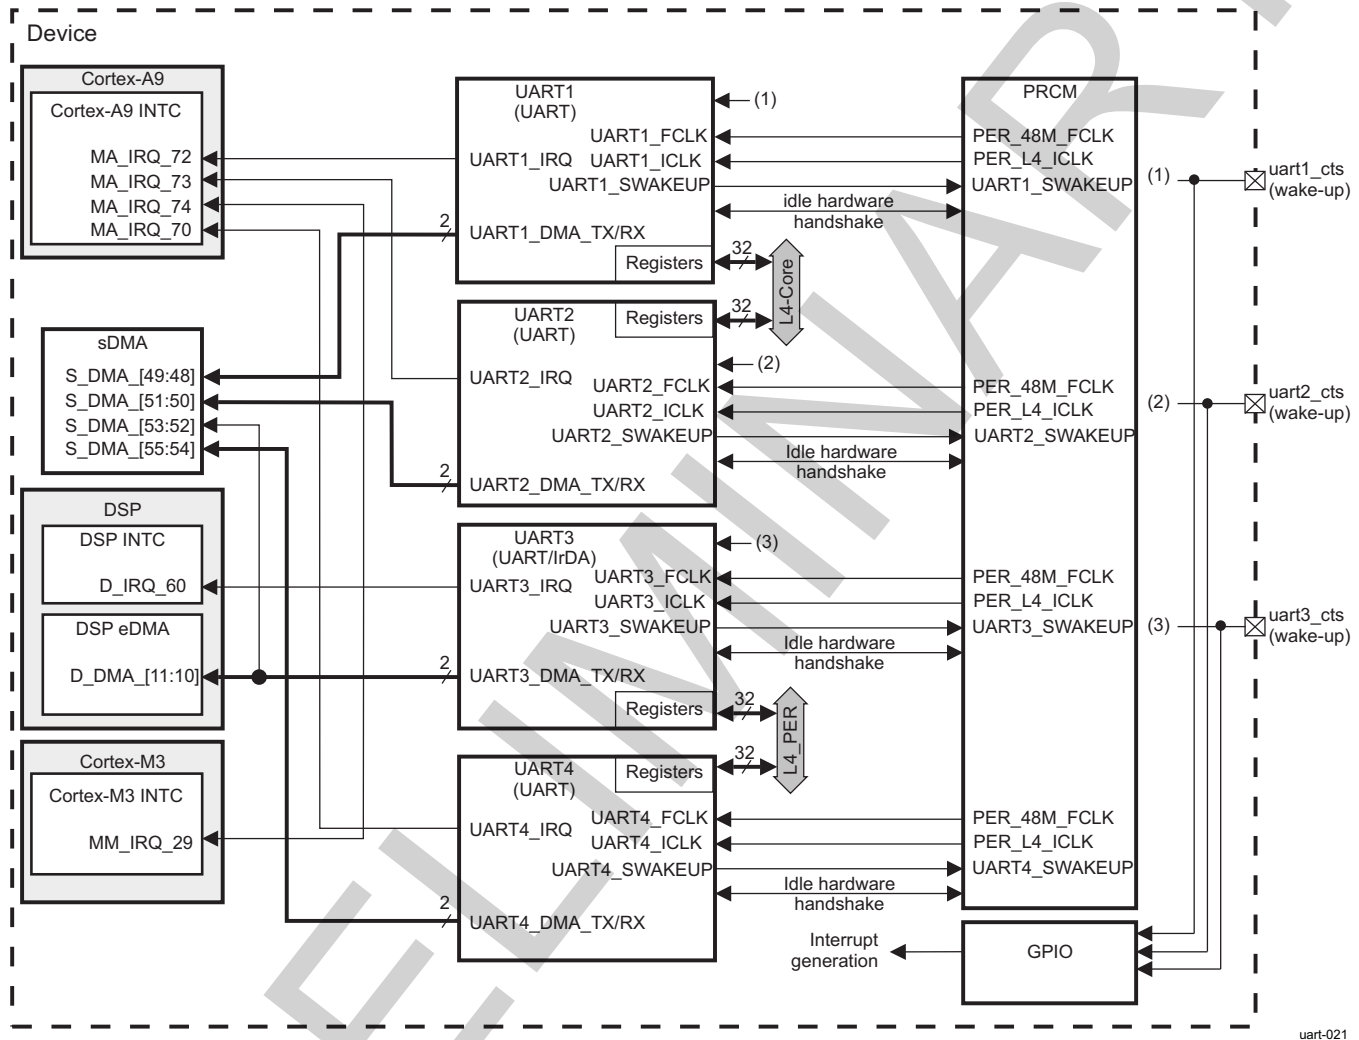 Device
Cortex-A9
Cortex-A9 INTC
MA_IRQ_72
MA_IRQ_73
MA_IRQ_74
MA_IRQ_70
sDMA
S_DMA_[49:48]
S_DMA_[51:50]
S_DMA_[53:52]
S_DMA_[55:54]
DSP
DSP INTC
D_IRQ_60
DSP eDMA
D_DMA_[11:10]
Cortex-M3
Cortex-M3 INTC
MM_IRQ_29
UART1
(UART)
(1)
UART1_FCLK
UART1_IRQ
UART1_ICLK
UART1_SWAKEUP
2
UART1_DMA_TX/RX
Registers
32
idle hardware
handshake
L4-Core
UART2
(UART)
Registers
32
(2)
UART2_IRQ
UART2_FCLK
UART2_ICLK
UART2_SWAKEUP
Idle hardware
handshake
2
UART2_DMA_TX/RX
UART3
(UART/IrDA)
(3)
UART3_FCLK
UART3_IRQ
UART3_ICLK
UART3_SWAKEUP
Idle hardware
handshake
2
UART3_DMA_TX/RX
Registers
32
L4_PER
UART4
(UART)
Registers
32
UART4_FCLK
UART4_IRQ
UART4_ICLK
UART4_SWAKEUP
Idle hardware
handshake
2
UART4_DMA_TX/RX
PRCM
PER_48M_FCLK
PER_L4_ICLK
UART1_SWAKEUP
PER_48M_FCLK
PER_L4_ICLK
UART2_SWAKEUP
PER_48M_FCLK
PER_L4_ICLK
UART3_SWAKEUP
PER_48M_FCLK
PER_L4_ICLK
UART4_SWAKEUP
(1)
uart1_cts
(wake-up)
(2)
uart2_cts
(wake-up)
(3)
uart3_cts
(wake-up)
Interrupt
generation
GPIO
uart-021